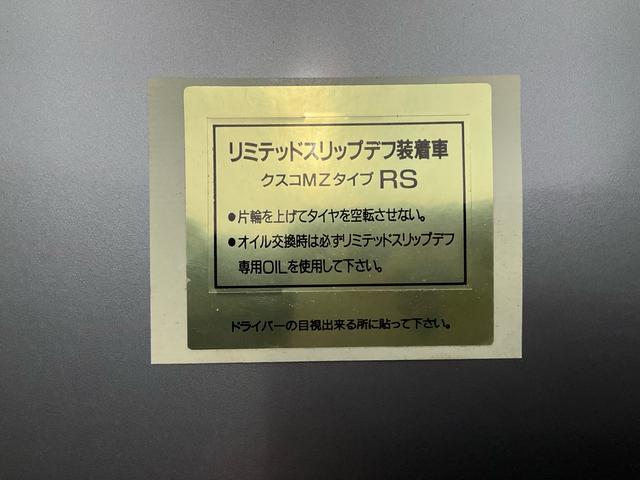 リミテッドスリップデフ装着車
クスコMZタイプ RS
●片輪を上げてタイヤを空転させない。
●オイル交換時は必ずリミテッドスリップデフ
専用OILを使用して下さい。
ドライバーの目視出来る所に貼って下さい。